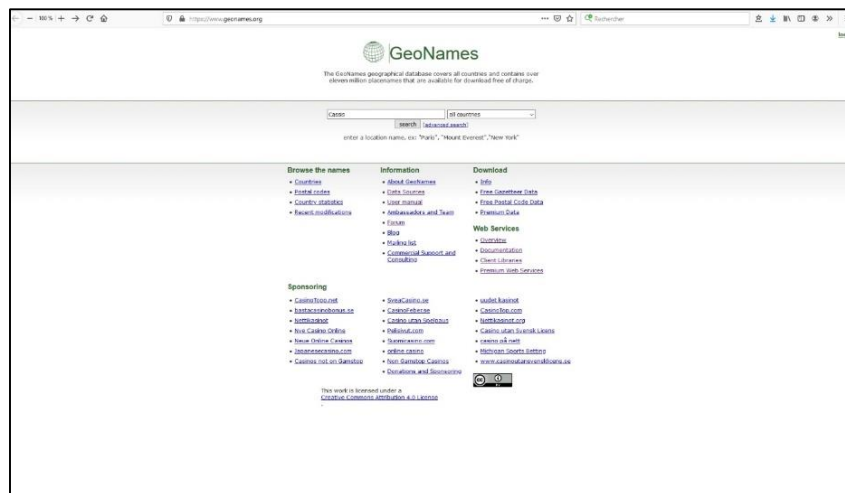 100 %
https://www.geonames.org
Rechercher
GeoNames
The GeoNames geographical database covers all countries and contains over
eleven million placenames that are available for download free of charge.
all countries
search [advanced search]
enter a location name, ex: "Paris", "Mount Everest", "New York"
Browse the names
• Countries
• Postal codes
• Country statistics
• Recent modifications
Information
• About GeoNames
• Data Sources
• User manual
• Ambassadors and Team
• Forum
• Blog
• Mailing list
• Commercial Support and
Consulting
Download
• Info
• Free Gazetteer Data
• Free Postal Code Data
• Premium Data
Web Services
• Overview
• Documentation
• Client Libraries
• Premium Web Services
Sponsoring
• CasinoTopp.net
• bastacasinobonus.se
• Nettikasinot
• Nye Casino Online
• Neue Online Casinos
• Japanesecasino.com
• Casinos not on Gamstop
• SveaCasino.se
• CasinoFeber.se
• Casino utan Spelpaus
• Pelisivut.com
• Suomicasino.com
• online casino
• Non Gamstop Casinos
• Donations and Sponsoring
• uudet kasinot
• CasinoTop.com
• Nettikasinot.org
• Casino utan Svensk Licens
• casino på nett
• Michigan Sports Betting
• www.casinoutansvensklicens.se
This work is licensed under a
Creative Commons Attribution 4.0 License